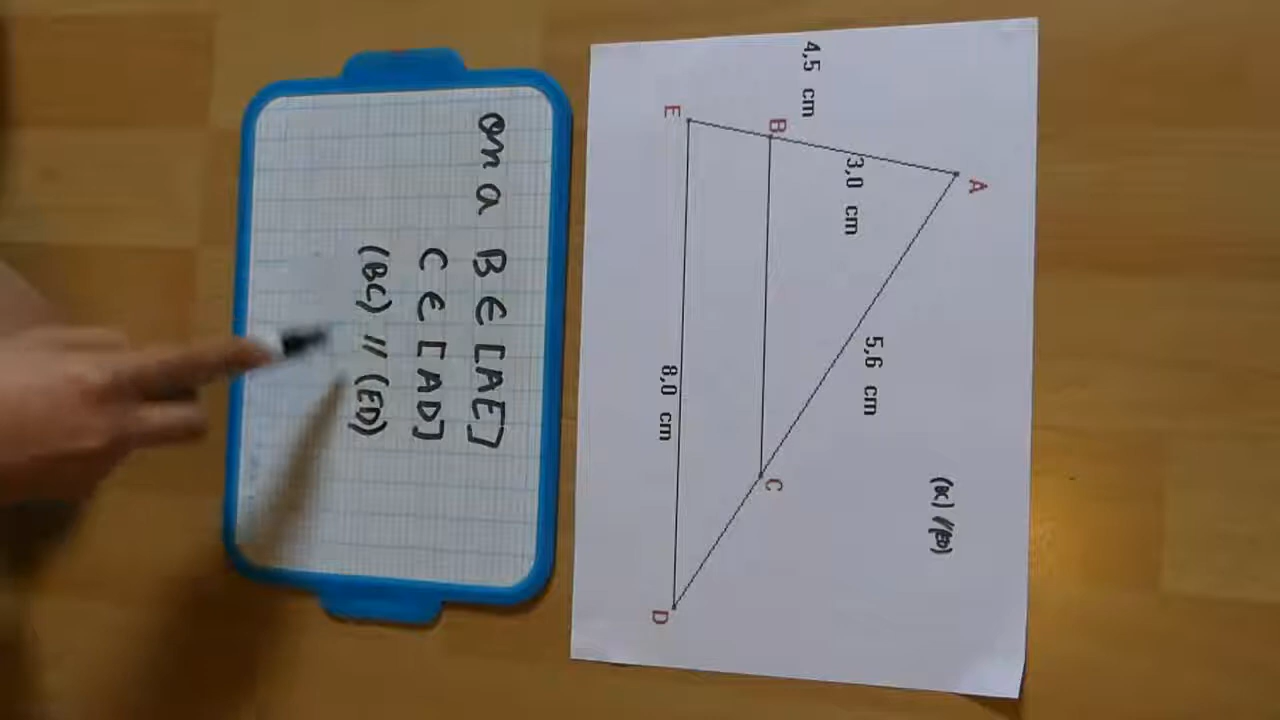 on a B ∈ [AE]
C ∈ [AD]
(BC) // (ED)
(BC) // (ED)
A
5,6 cm
3,0 cm
4,5 cm
B
C
E
8,0 cm
D